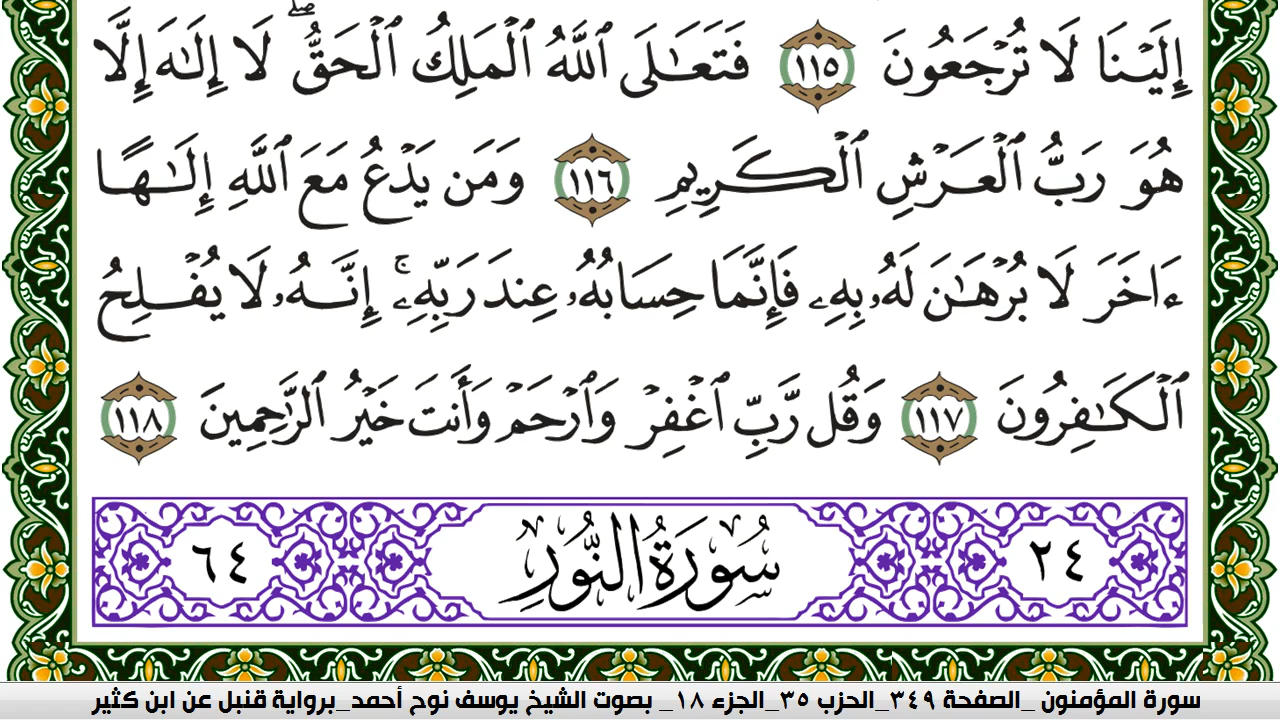 إِلَيْنَا لَا تُرْجَعُونَ ١١٥ فَتَعَـٰلَى ٱللَّهُ ٱلْمَلِكُ ٱلْحَقُّ ۖ لَا إِلَـٰهَ إِلَّا
هُوَ رَبُّ ٱلْعَرْشِ ٱلْكَرِيمِ ١١٦ وَمَن يَدْعُ مَعَ ٱللَّهِ إِلَـٰهًا
ءَاخَرَ لَا بُرْهَـٰنَ لَهُۥ بِهِۦ فَإِنَّمَا حِسَابُهُۥ عِندَ رَبِّهِۦٓ ۚ إِنَّهُۥ لَا يُفْلِحُ
ٱلْكَـٰفِرُونَ ١١٧ وَقُل رَّبِّ ٱغْفِرْ وَٱرْحَمْ وَأَنتَ خَيْرُ ٱلرَّٰحِمِينَ ١١٨
٢٤ سُورَةُ النُّورِ ٦٤
سورة المؤمنون _الصفحة ٣٤٩_الحزب ٣٥_الجزء ١٨_ بصوت الشيخ يوسف نوح أحمد_برواية قنبل عن ابن كثير